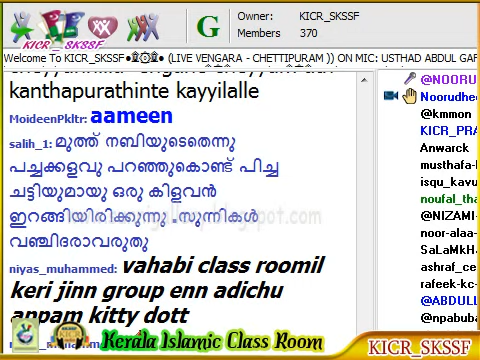 KICR_SKSSF
G
Owner: KICR_SKSSF
Members 370
Welcome To KICR_SKSSF (LIVE VENGARA - CHETTIPURAM ) ON MIC: USTHAD ABDUL GAF
kanthapurathinte kayyilalle
MoideenPkltr: aameen
salih_1: മുത്ത് നബിയുടെതെന്നു
പച്ചക്കളവു പറഞ്ഞുകൊണ്ട് പിച്ച
ചട്ടിയുമായു ഒരു കിളവൻ
ഇറങ്ങിയിരിക്കുന്നു .സുന്നികൾ
വഞ്ചിദരാവരുതു
niyas_muhammed: vahabi class roomil
keri jinn group enn adichu
appam kitty dott
@NOORU
Noorudhee
@kmmon
KICR_PRA
Anwarck
musthafa-
isqu_kavu
noufal_tha
@NIZAMI-
noor-alaa-
SaLaMkH
ashraf_ce
rafeek-kc-
@ABDULL
@npabuba
Kerala Islamic Class Room
KICR_SKSSF